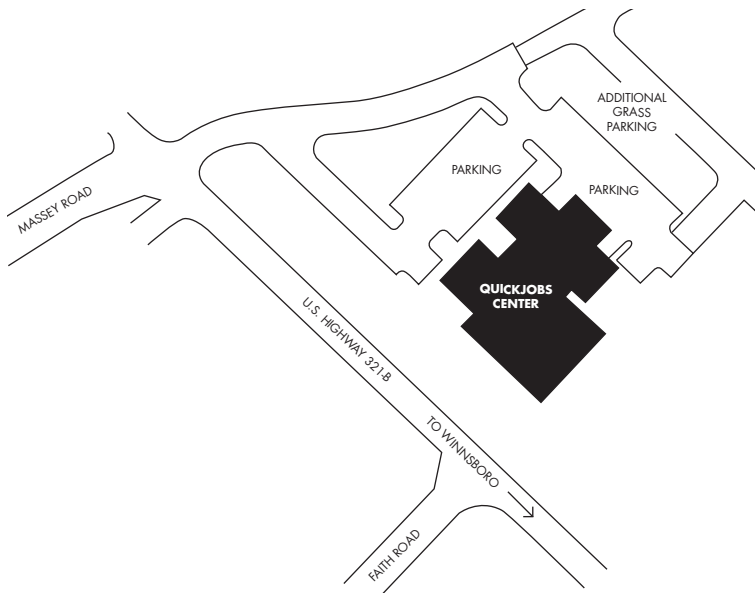 ADDITIONAL
GRASS
PARKING
PARKING
PARKING
MASSEY ROAD
QUICKJOBS
CENTER
U.S. HIGHWAY 321-B
TO WINNSBORO
FAITH ROAD